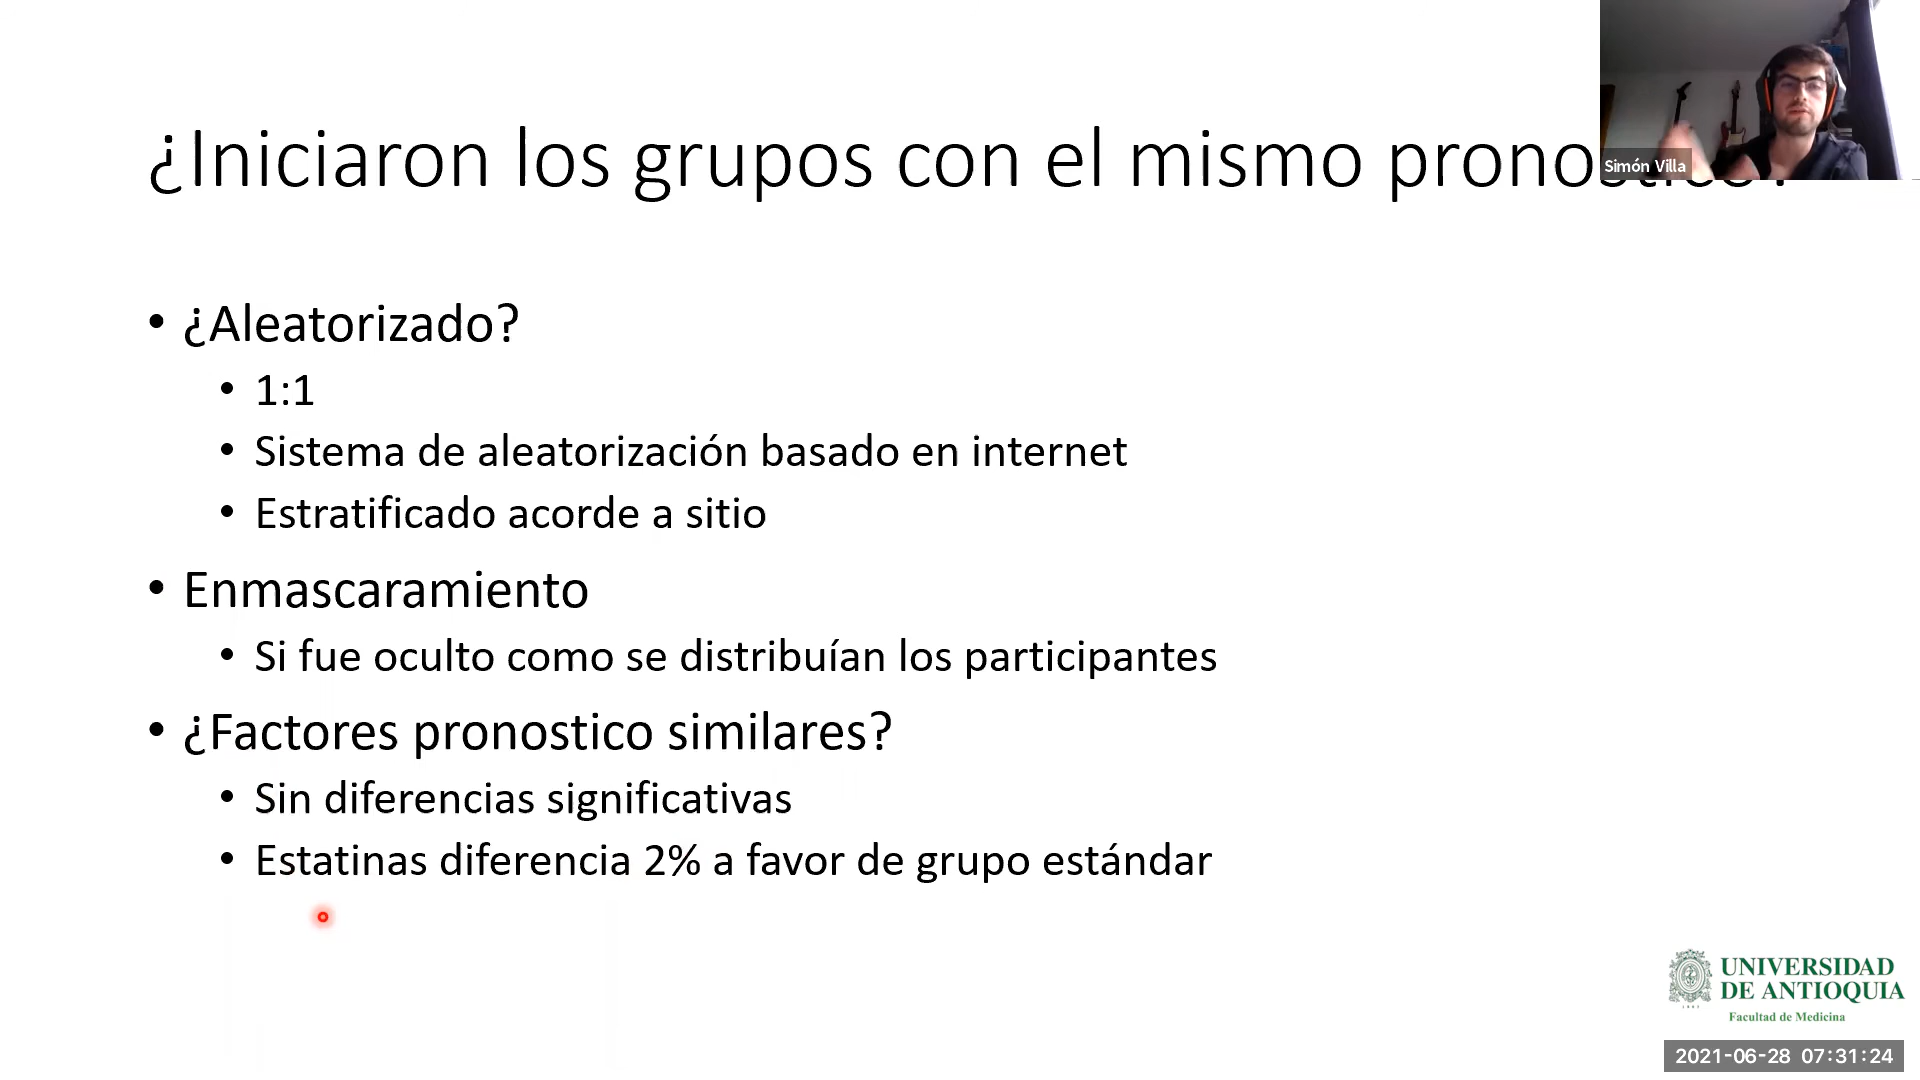 ¿Iniciaron los grupos con el mismo
Simón Villa
• ¿Aleatorizado?
• 1:1
• Sistema de aleatorización basado en internet
• Estratificado acorde a sitio
• Enmascaramiento
• Si fue oculto como se distribuían los participantes
• ¿Factores pronostico similares?
• Sin diferencias significativas
• Estatinas diferencia 2% a favor de grupo estándar
UNIVERSIDAD
DE ANTIOQUIA
Facultad de Medicina
2021-06-28 07:31:24